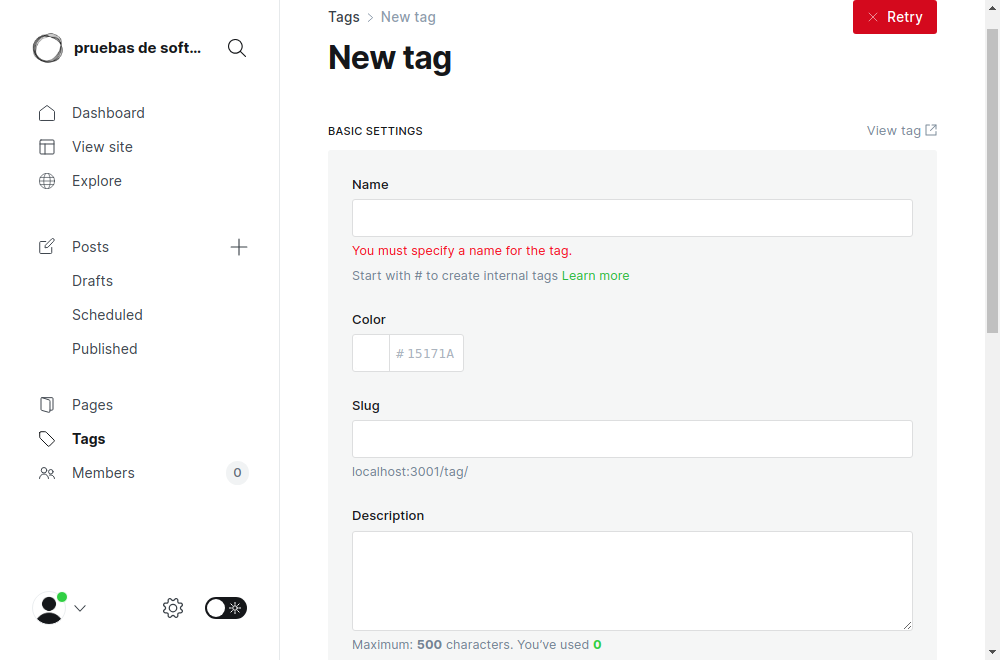 pruebas de soft...
Dashboard
View site
Explore
Posts
Drafts
Scheduled
Published
Pages
Tags
Members 0
Tags > New tag
Retry
New tag
BASIC SETTINGS
View tag
Name
You must specify a name for the tag.
Start with # to create internal tags Learn more
Color
# 15171A
Slug
localhost:3001/tag/
Description
Maximum: 500 characters. You've used 0